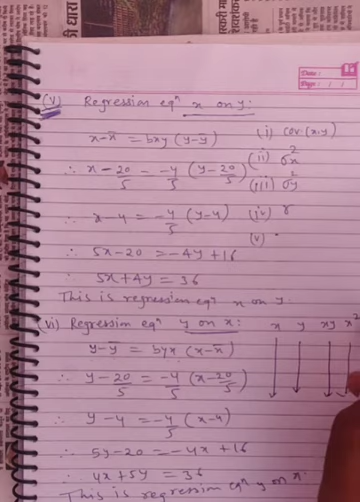 की धारा
Date :
Page : /
(V) Regression eqⁿ x on y:
x-x̄ = bxy (y-ȳ) (i) cov(x,y)
∴ x - 20/5 = -4/5 (y - 20/5) (ii) σx²
(iii) σy²
∴ x-4 = -4/5 (y-4) (iv) r
(v) -
∴ 5x-20 = -4y+16
∴ 5x+4y = 36
This is regression eqⁿ x on y.
(vi) Regression eqⁿ y on x: x y xy x²
y-ȳ = byx (x-x̄)
∴ y - 20/5 = -4/5 (x - 20/5)
∴ y-4 = -4/5 (x-4)
∴ 5y-20 = -4x+16
∴ 4x+5y = 36
This is regression eqⁿ y on x.